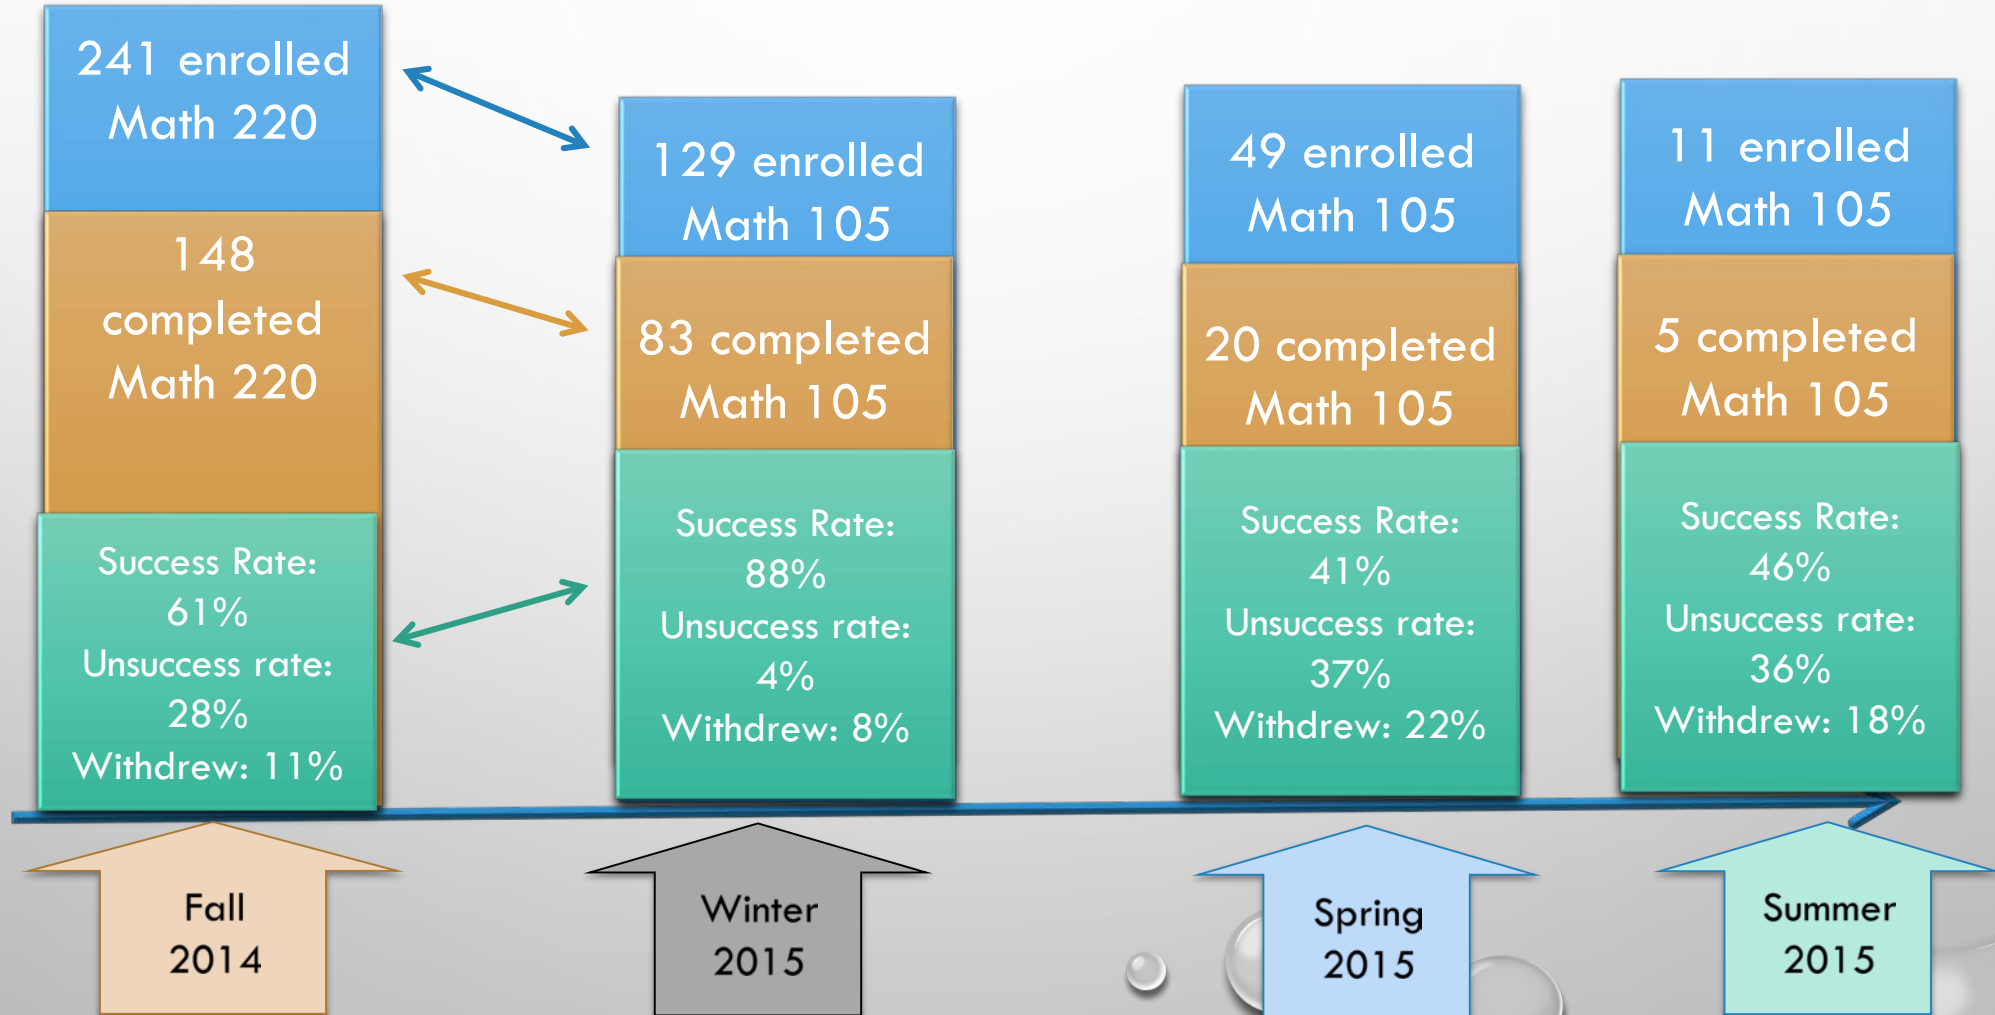 241 enrolled
Math 220
148
completed
Math 220
Success Rate:
61%
Unsuccess rate:
28%
Withdrew: 11%
129 enrolled
Math 105
83 completed
Math 105
Success Rate:
88%
Unsuccess rate:
4%
Withdrew: 8%
49 enrolled
Math 105
20 completed
Math 105
Success Rate:
41%
Unsuccess rate:
37%
Withdrew: 22%
11 enrolled
Math 105
5 completed
Math 105
Success Rate:
46%
Unsuccess rate:
36%
Withdrew: 18%
Fall
2014
Winter
2015
Spring
2015
Summer
2015